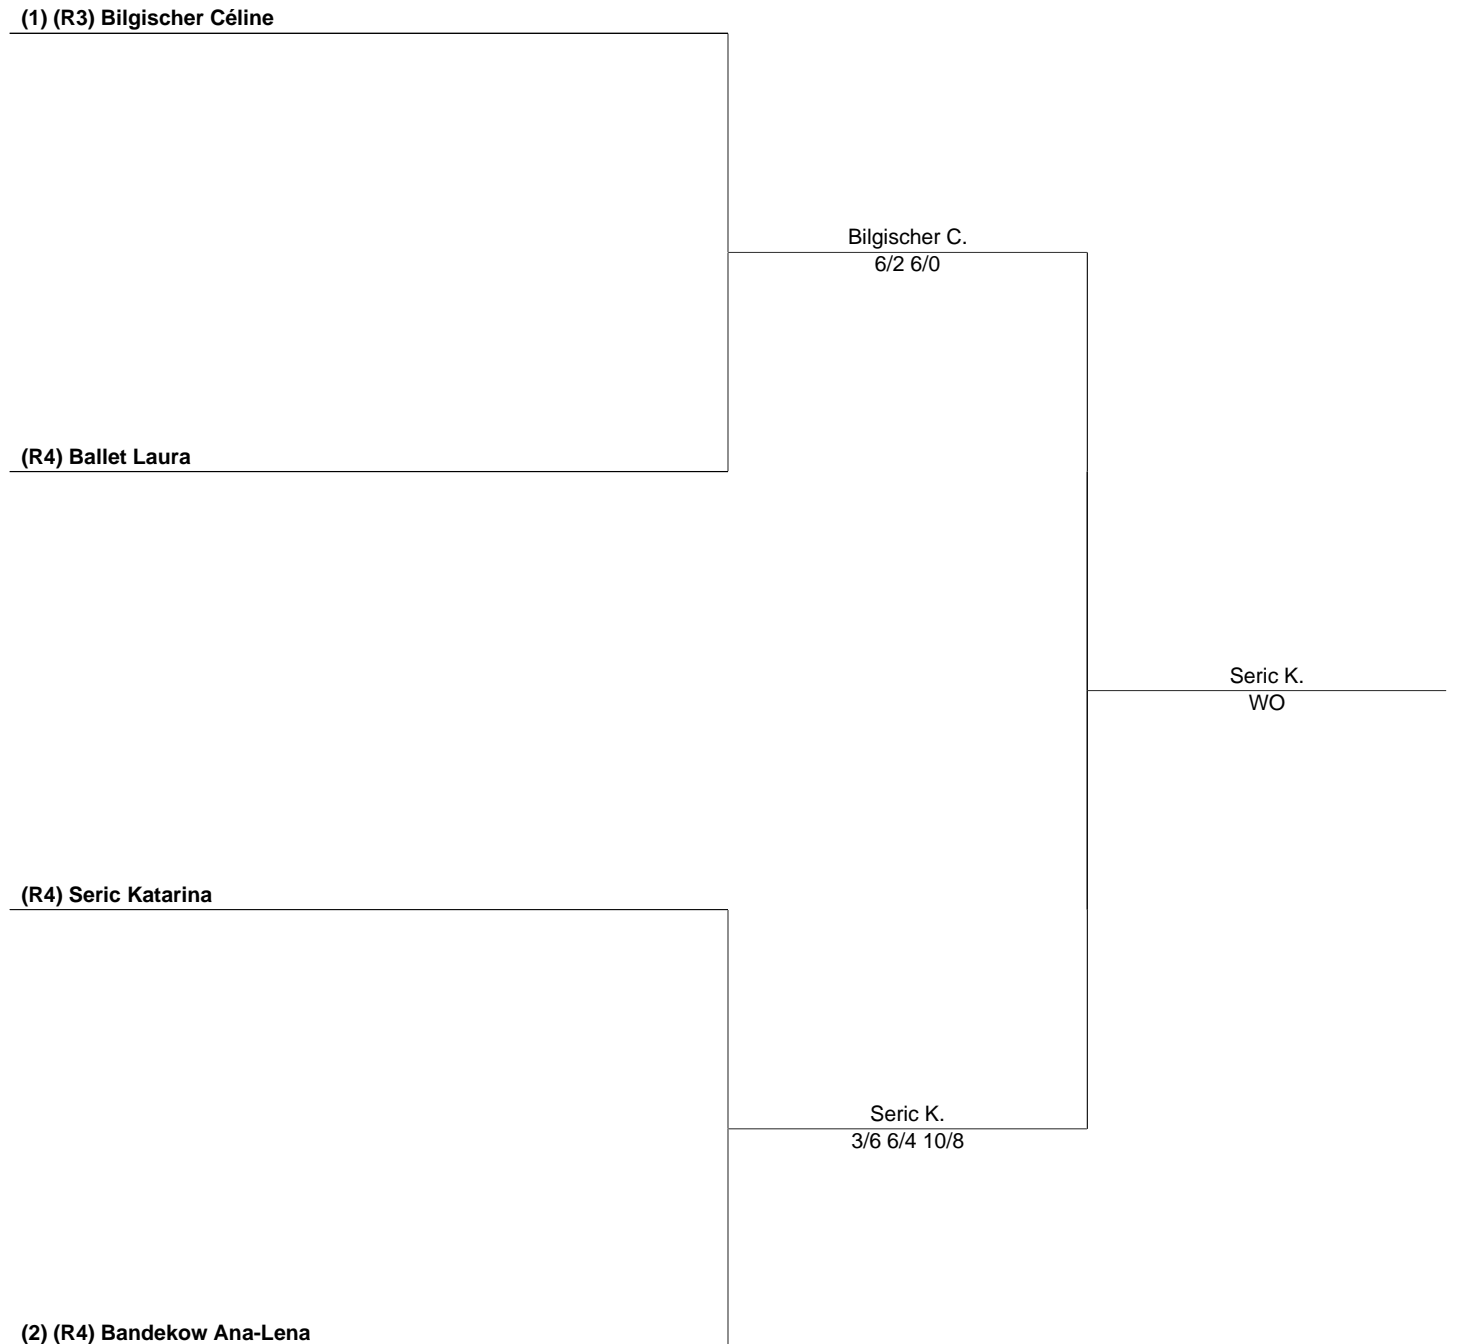 (1) (R3) Bilgischer Céline
Bilgischer C.
6/2 6/0
(R4) Ballet Laura
Seric K.
WO
(R4) Seric Katarina
Seric K.
3/6 6/4 10/8
(2) (R4) Bandekow Ana-Lena